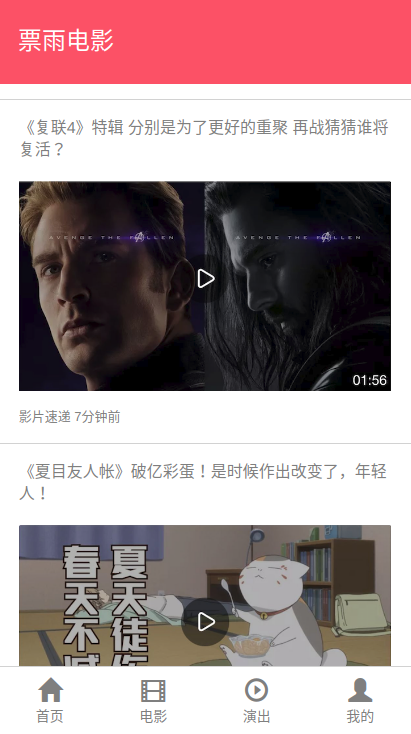 票雨电影
《复联4》特辑 分别是为了更好的重聚 再战猜猜谁将
复活？
AVENGE THE FALLEN
AVENGE THE FALLEN
01:56
影片速递 7分钟前
《夏目友人帐》破亿彩蛋！是时候作出改变了，年轻
人！
夏天徒
春天不
首页
电影
演出
我的